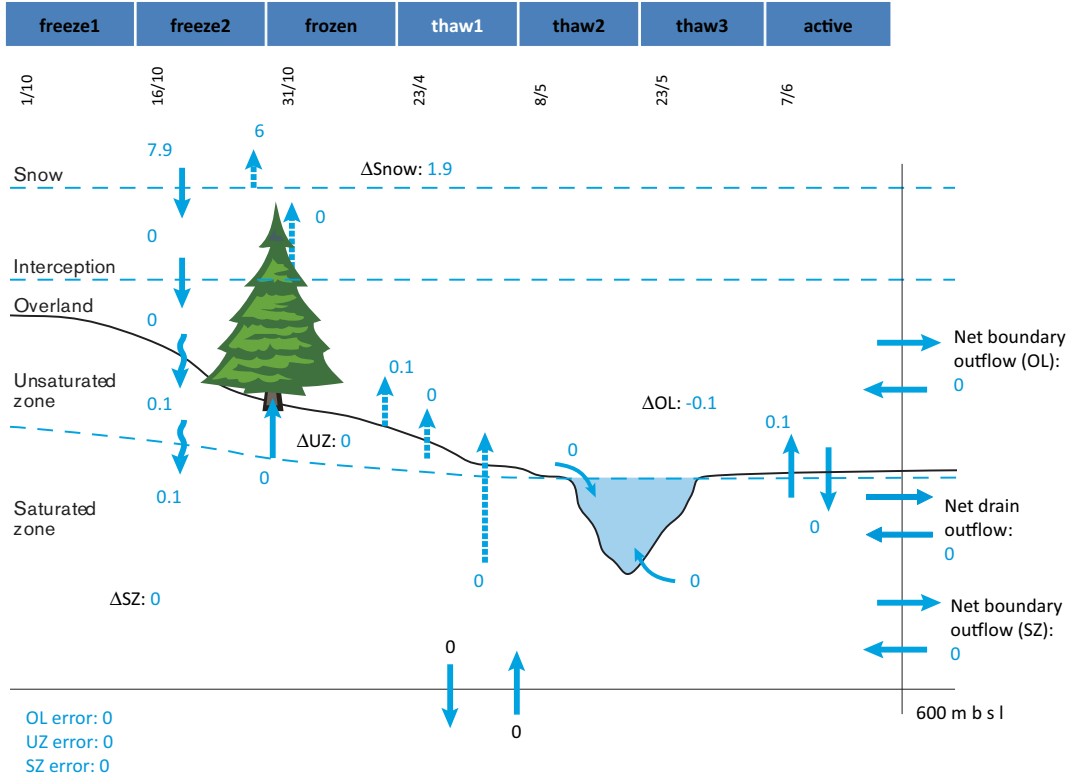 freeze1 freeze2 frozen thaw1 thaw2 thaw3 active
1/10 16/10 31/10 23/4 8/5 23/5 7/6
6
7.9
ΔSnow: 1.9
Snow
0
0
Interception
Overland
0
Net boundary
outflow (OL):
0
0.1
0
Unsaturated
zone
0.1
ΔOL: -0.1
0.1
ΔUZ: 0
0
0
0.1
Saturated
zone
Net drain
outflow:
0
0
0
0
ΔSZ: 0
Net boundary
outflow (SZ):
0
0
0
600 m b s l
OL error: 0
UZ error: 0
SZ error: 0